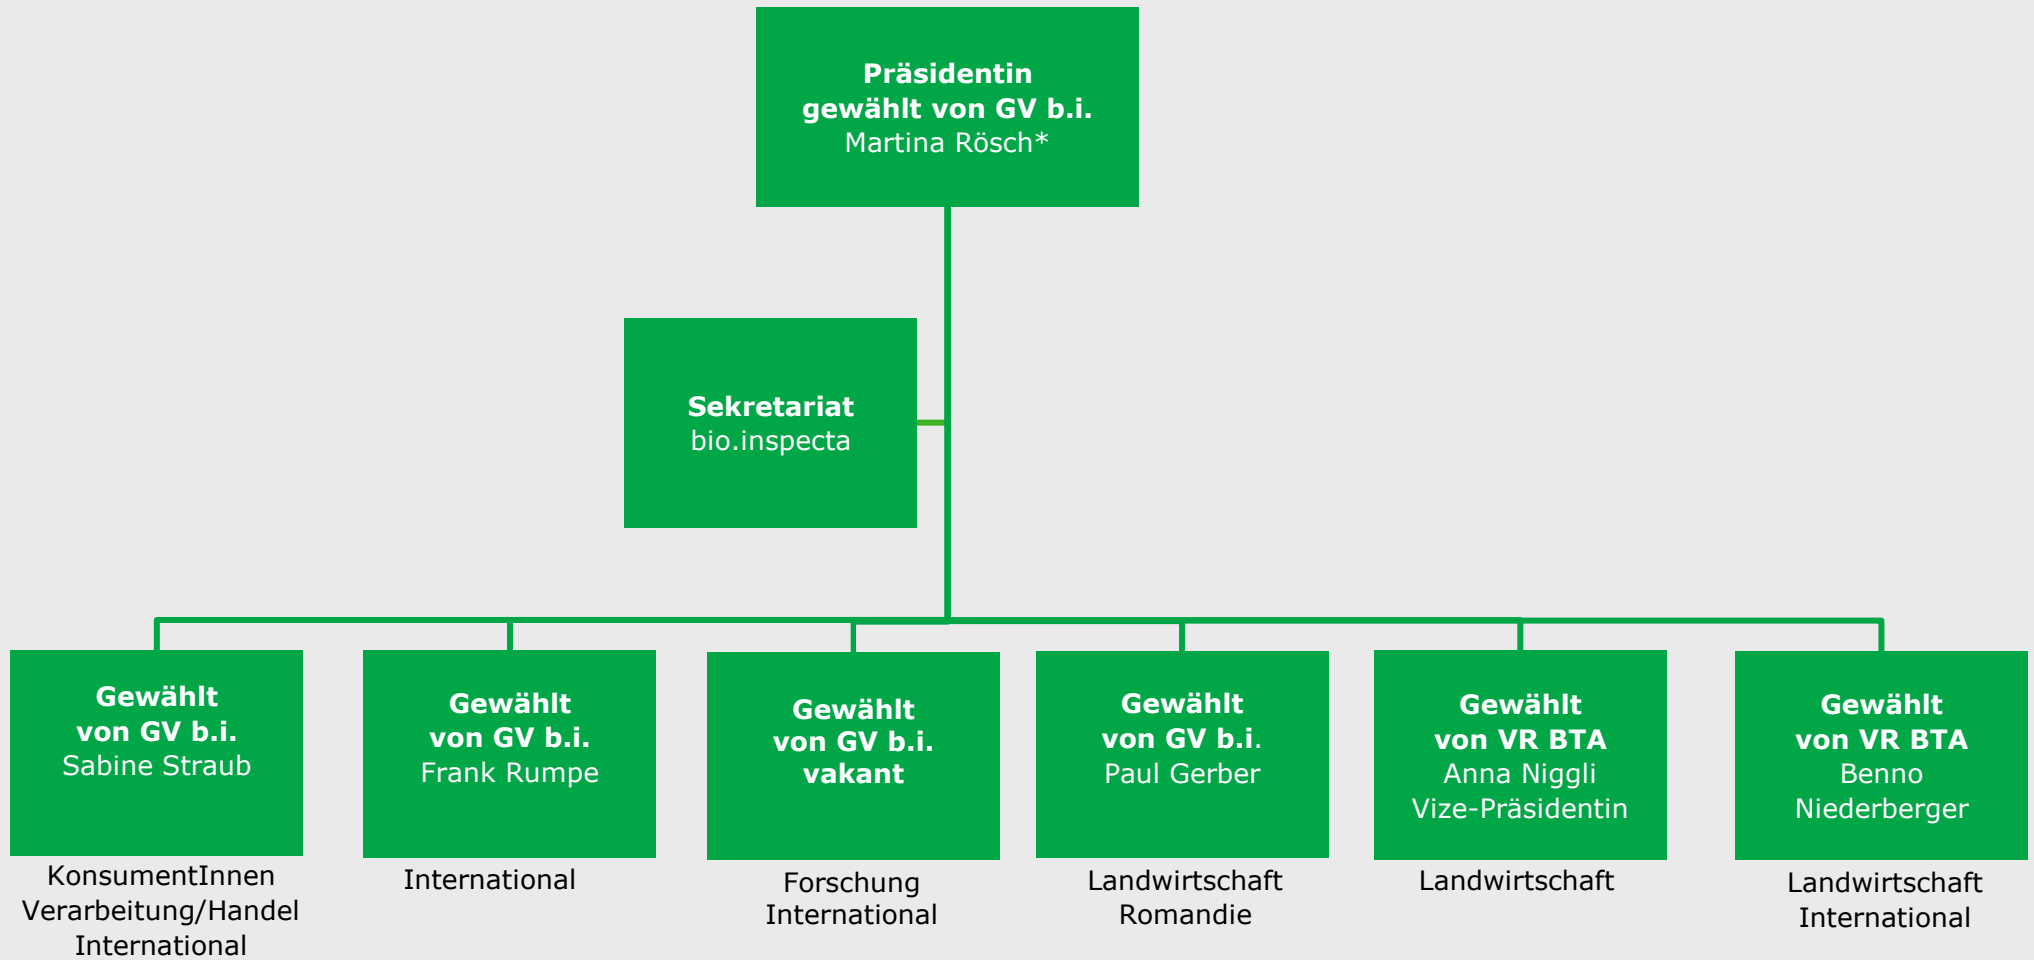 Präsidentin
gewählt von GV b.i.
Martina Rösch*
Sekretariat
bio.inspecta
Gewählt
von GV b.i.
Sabine Straub
KonsumentInnen
Verarbeitung/Handel
International
Gewählt
von GV b.i.
Frank Rumpe
International
Gewählt
von GV b.i.
vakant
Forschung
International
Gewählt
von GV b.i.
Paul Gerber
Landwirtschaft
Romandie
Gewählt
von VR BTA
Anna Niggli
Vize-Präsidentin
Landwirtschaft
Gewählt
von VR BTA
Benno
Niederberger
Landwirtschaft
International